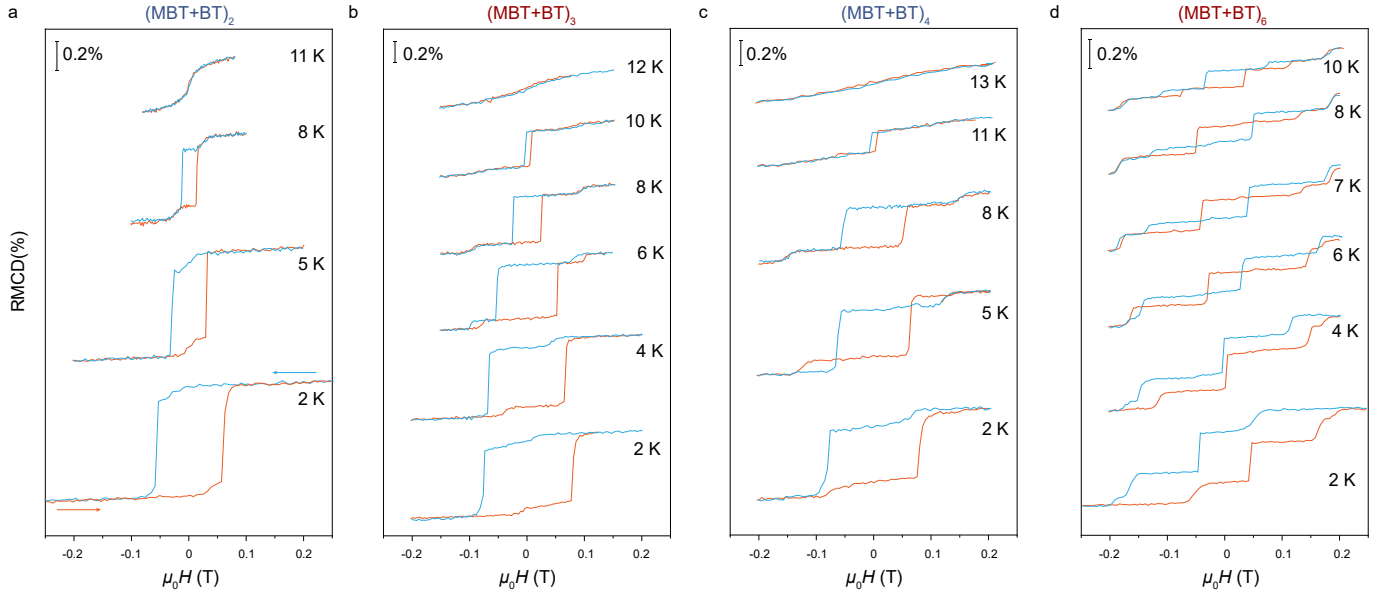 a
(MBT+BT)₂
0.2%
11 K
8 K
5 K
2 K
-0.2 -0.1 0 0.1 0.2
μ₀H (T)
RMCD(%)
b
(MBT+BT)₃
0.2%
12 K
10 K
8 K
6 K
4 K
2 K
-0.2 -0.1 0 0.1 0.2
μ₀H (T)
c
(MBT+BT)₄
0.2%
13 K
11 K
8 K
5 K
2 K
-0.2 -0.1 0 0.1 0.2
μ₀H (T)
d
(MBT+BT)₆
0.2%
10 K
8 K
7 K
6 K
4 K
2 K
-0.2 -0.1 0 0.1 0.2
μ₀H (T)